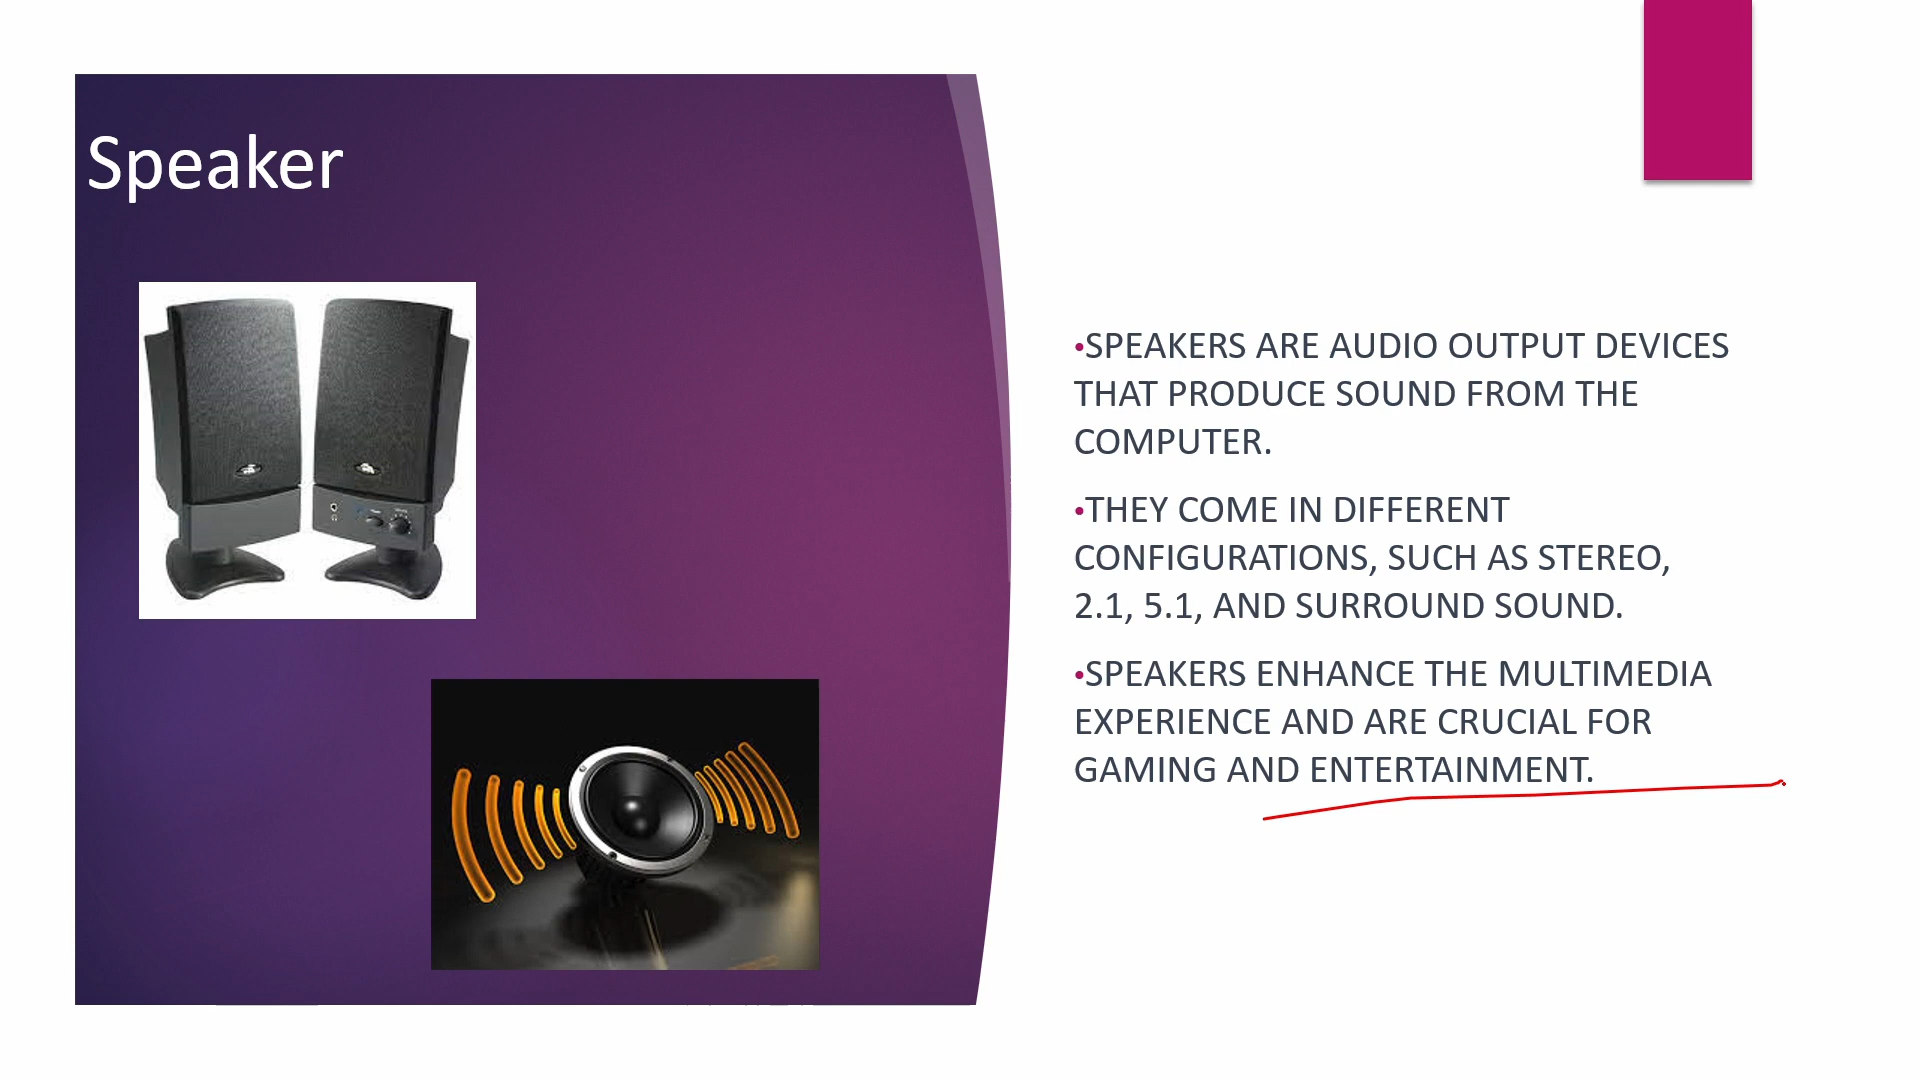 Speaker
•SPEAKERS ARE AUDIO OUTPUT DEVICES
THAT PRODUCE SOUND FROM THE
COMPUTER.
•THEY COME IN DIFFERENT
CONFIGURATIONS, SUCH AS STEREO,
2.1, 5.1, AND SURROUND SOUND.
•SPEAKERS ENHANCE THE MULTIMEDIA
EXPERIENCE AND ARE CRUCIAL FOR
GAMING AND ENTERTAINMENT.